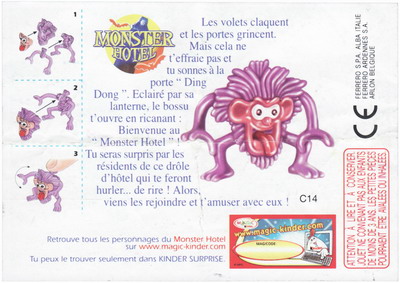 1
2
3
MONSTER
HOTEL
Les volets claquent
et les portes grincent.
Mais cela ne
t'effraie pas et
tu sonnes à la
porte “ Ding
Dong ”. Eclairé par sa
lanterne, le bossu
t'ouvre en ricanant :
Bienvenue au
“ Monster Hotel ” !
Tu seras surpris par les
résidents de ce drôle
d'hôtel qui te feront
hurler... de rire ! Alors,
viens les rejoindre et t'amuser avec eux !
C14
www.magic-kinder.com
MAGICODE
Retrouve tous les personnages du Monster Hotel
sur www.magic-kinder.com
Tu peux le trouver seulement dans KINDER SURPRISE.
FERRERO S.P.A. ALBA ITALIE
FERRERO ARDENNES S.A.
ARLON BELGIQUE
CE
ATTENTION À LIRE ET À CONSERVER
JOUET NE CONVENANT PAS AUX ENFANTS
DE MOINS DE 3 ANS. LES PETITES PIÈCES
POURRAIENT ÊTRE AVALÉES OU INHALÉES.